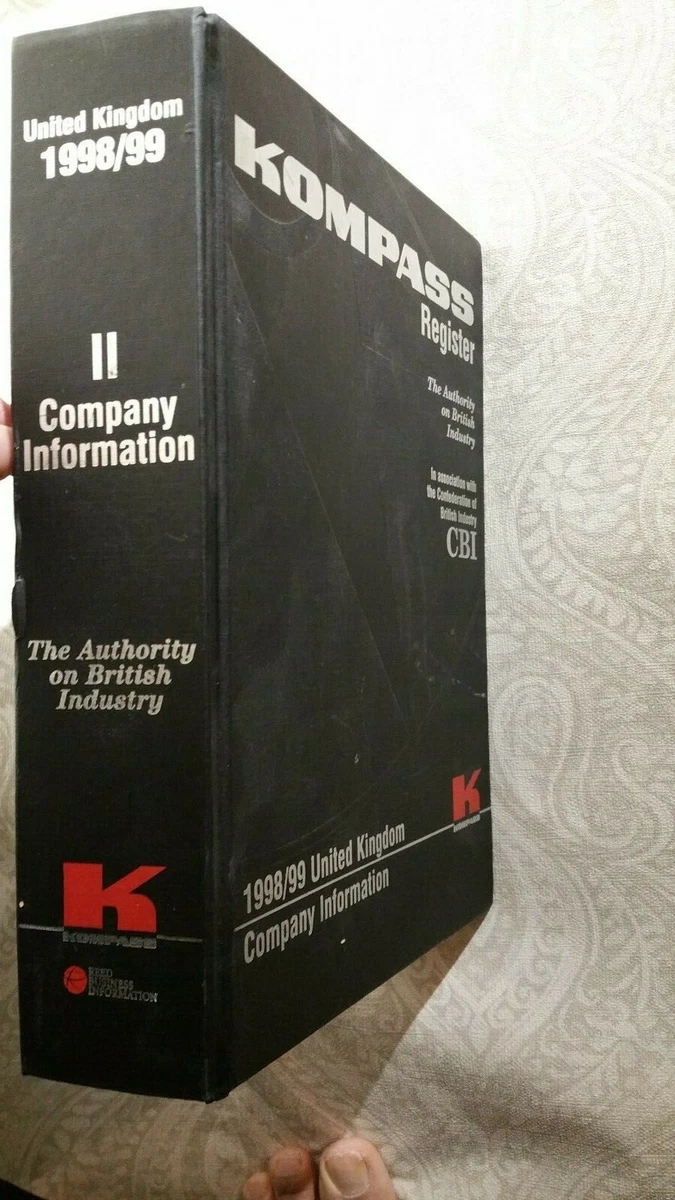 United Kingdom
1998/99
II
Company
Information
The Authority
on British
Industry
K
KOMPASS
REED
BUSINESS
INFORMATION
KOMPASS
Register
The Authority
on British
Industry
In association with
the Confederation of
British Industry
CBI
K
KOMPASS
1998/99 United Kingdom
Company Information